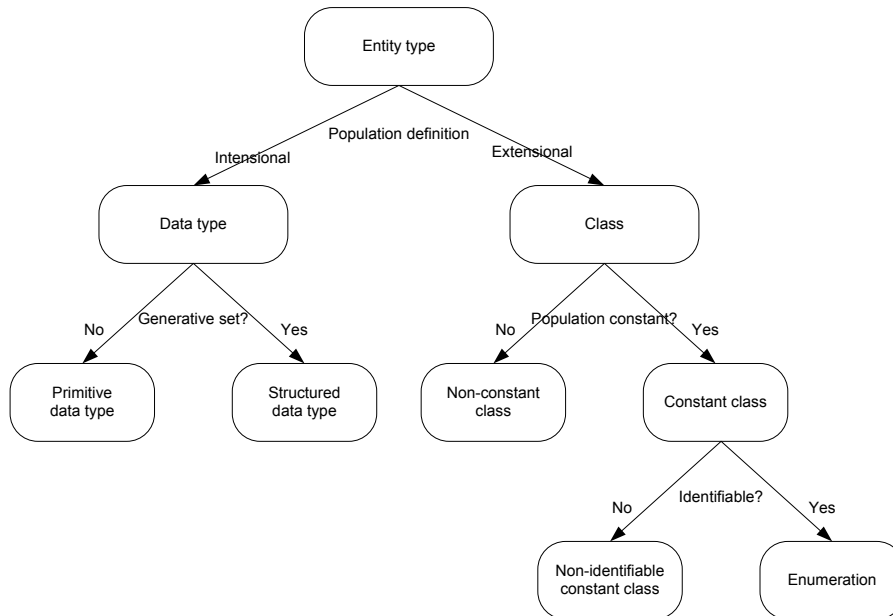 Entity type
Population definition
Intensional
Extensional
Data type
Class
No
Generative set?
Yes
No
Population constant?
Yes
Primitive
data type
Structured
data type
Non-constant
class
Constant class
No
Identifiable?
Yes
Non-identifiable
constant class
Enumeration